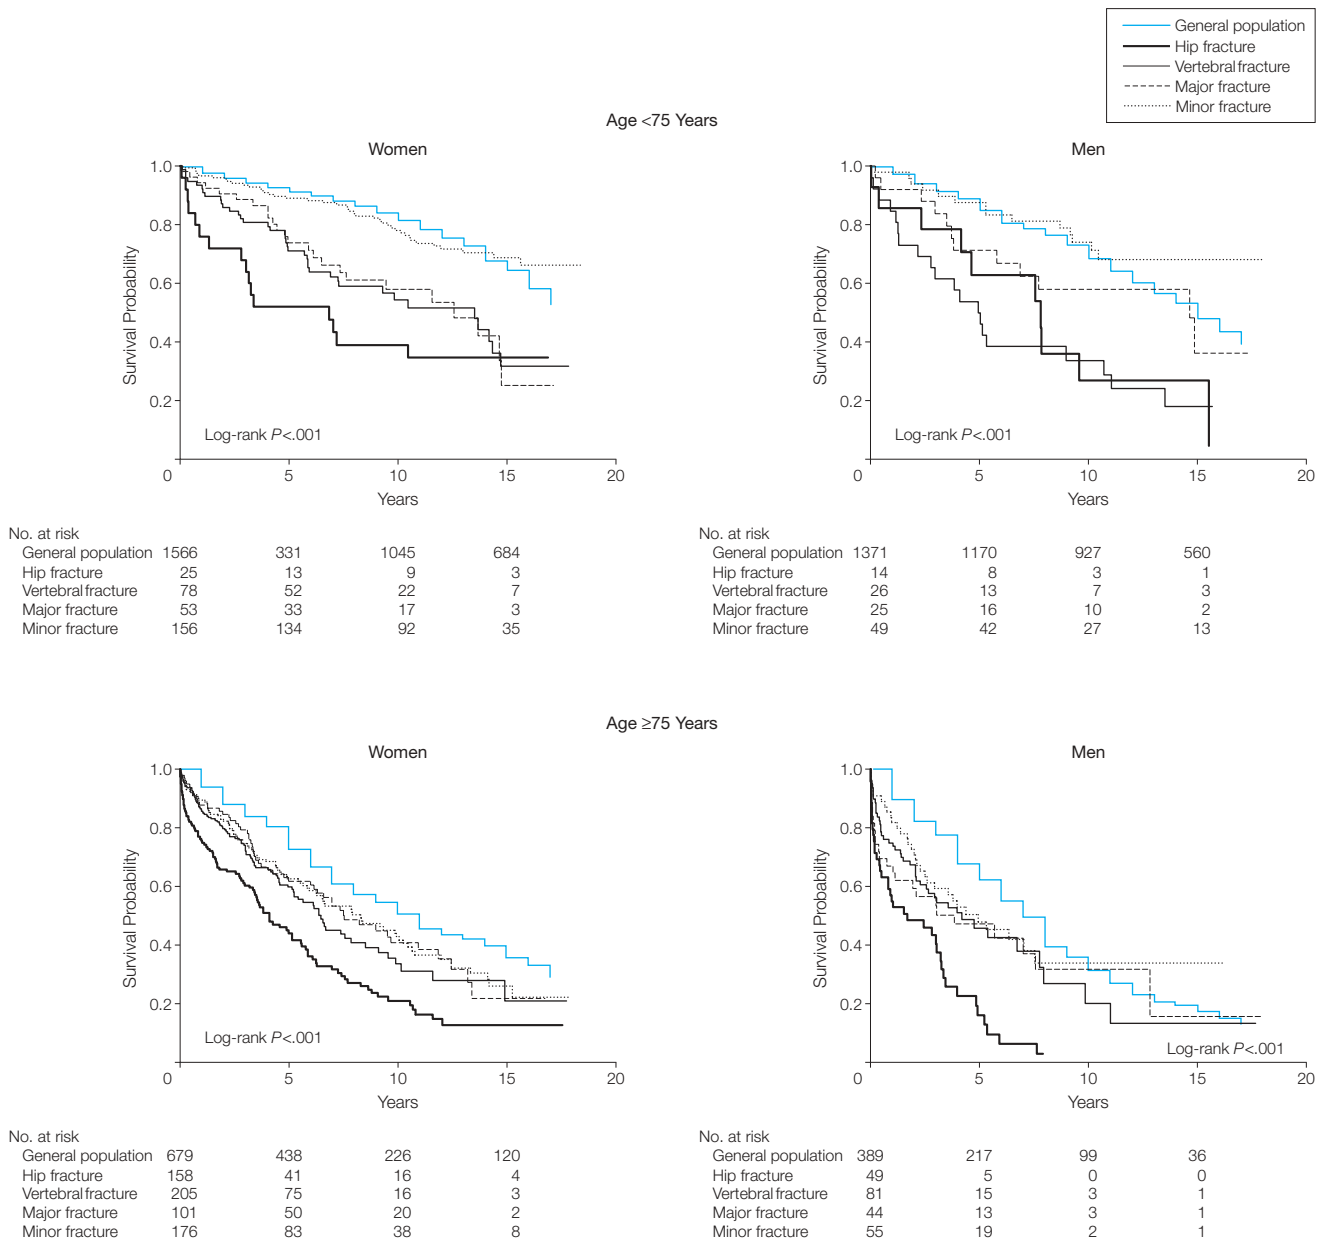 General population
Hip fracture
Vertebral fracture
Major fracture
Minor fracture
Age <75 Years
Women
1.0
0.8
0.6
0.4
0.2
Survival Probability
Log-rank P<.001
0 5 10 15 20
Years
No. at risk
General population 1566 331 1045 684
Hip fracture 25 13 9 3
Vertebral fracture 78 52 22 7
Major fracture 53 33 17 3
Minor fracture 156 134 92 35
Men
1.0
0.8
0.6
0.4
0.2
Survival Probability
Log-rank P<.001
0 5 10 15 20
Years
No. at risk
General population 1371 1170 927 560
Hip fracture 14 8 3 1
Vertebral fracture 26 13 7 3
Major fracture 25 16 10 2
Minor fracture 49 42 27 13
Age ≥75 Years
Women
1.0
0.8
0.6
0.4
0.2
Survival Probability
Log-rank P<.001
0 5 10 15 20
Years
No. at risk
General population 679 438 226 120
Hip fracture 158 41 16 4
Vertebral fracture 205 75 16 3
Major fracture 101 50 20 2
Minor fracture 176 83 38 8
Men
1.0
0.8
0.6
0.4
0.2
Survival Probability
Log-rank P<.001
0 5 10 15 20
Years
No. at risk
General population 389 217 99 36
Hip fracture 49 5 0 0
Vertebral fracture 81 15 3 1
Major fracture 44 13 3 1
Minor fracture 55 19 2 1